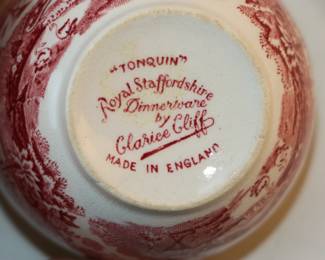 "TONQUIN"
Royal Staffordshire
Dinnerware
by
Clarice Cliff
MADE IN ENGLAND